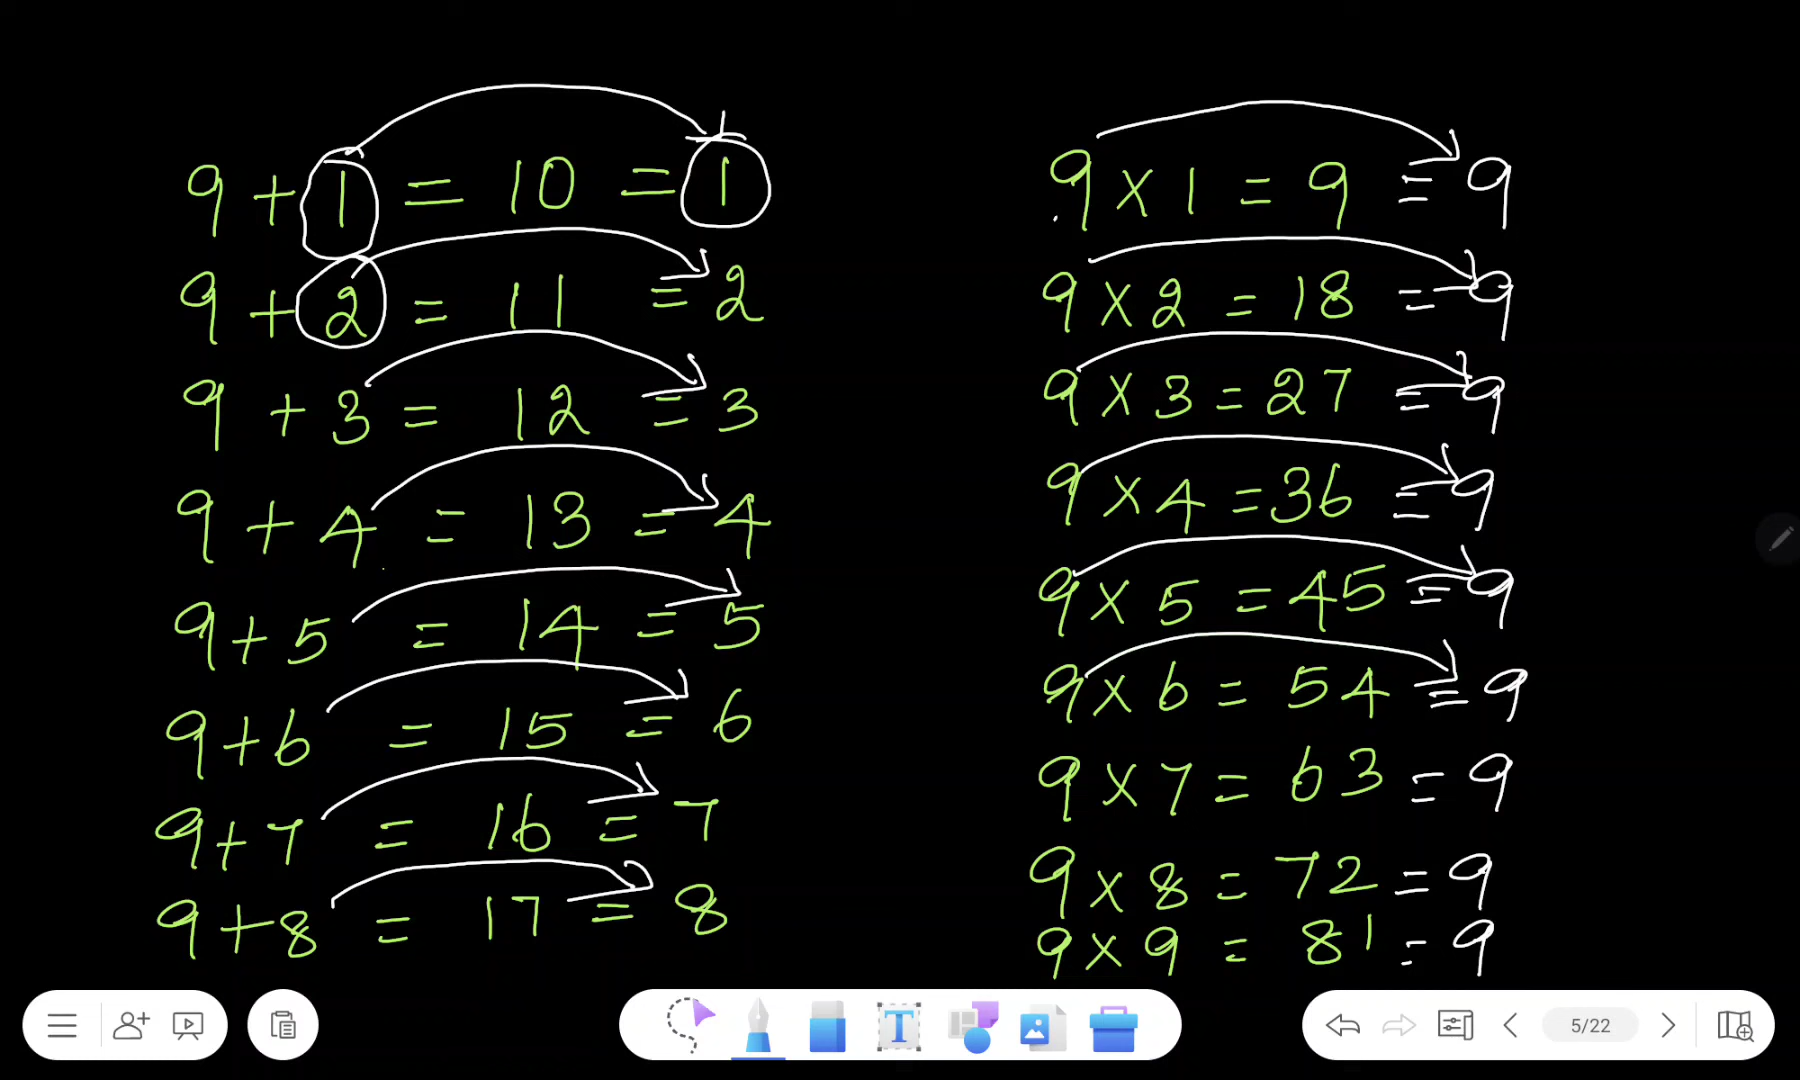 9 + 1 = 10 = 1
9 + 2 = 11 = 2
9 + 3 = 12 = 3
9 + 4 = 13 = 4
9 + 5 = 14 = 5
9 + 6 = 15 = 6
9 + 7 = 16 = 7
9 + 8 = 17 = 8
9 × 1 = 9 = 9
9 × 2 = 18 = 9
9 × 3 = 27 = 9
9 × 4 = 36 = 9
9 × 5 = 45 = 9
9 × 6 = 54 = 9
9 × 7 = 63 = 9
9 × 8 = 72 = 9
9 × 9 = 81 = 9
T
5/22